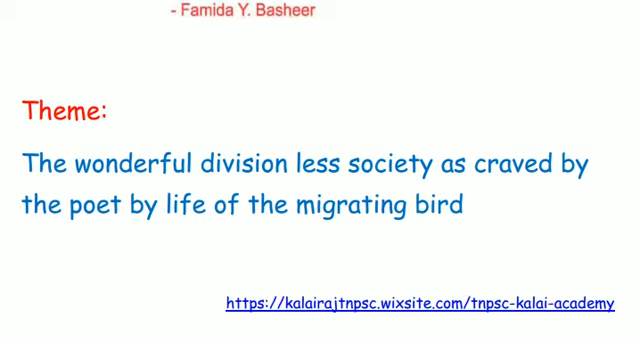 - Famida Y. Basheer
Theme:
The wonderful division less society as craved by
the poet by life of the migrating bird
https://kalairajtnpsc.wixsite.com/tnpsc-kalai-academy